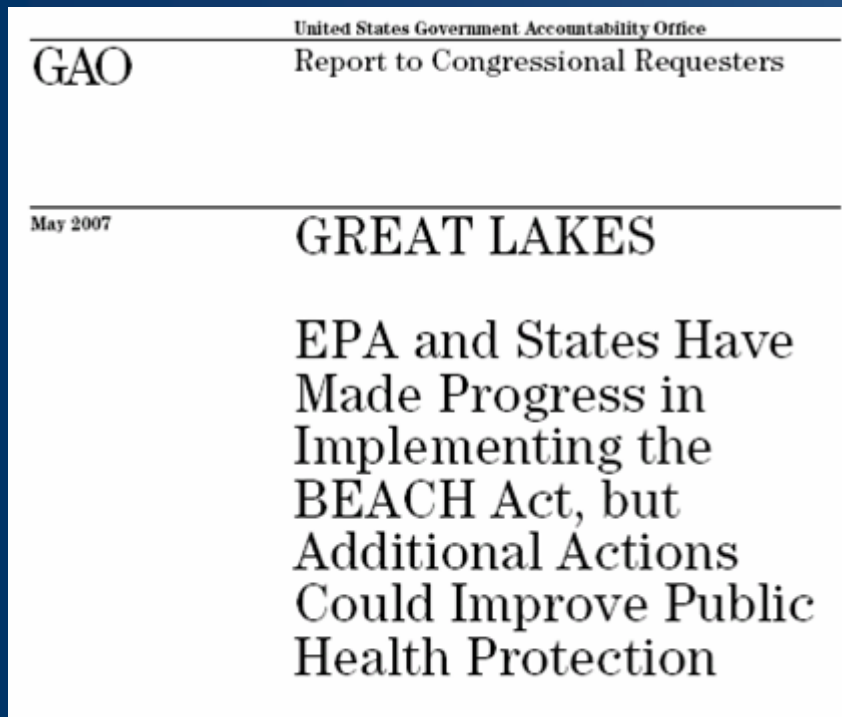 United States Government Accountability Office
GAO
Report to Congressional Requesters
May 2007
GREAT LAKES
EPA and States Have
Made Progress in
Implementing the
BEACH Act, but
Additional Actions
Could Improve Public
Health Protection